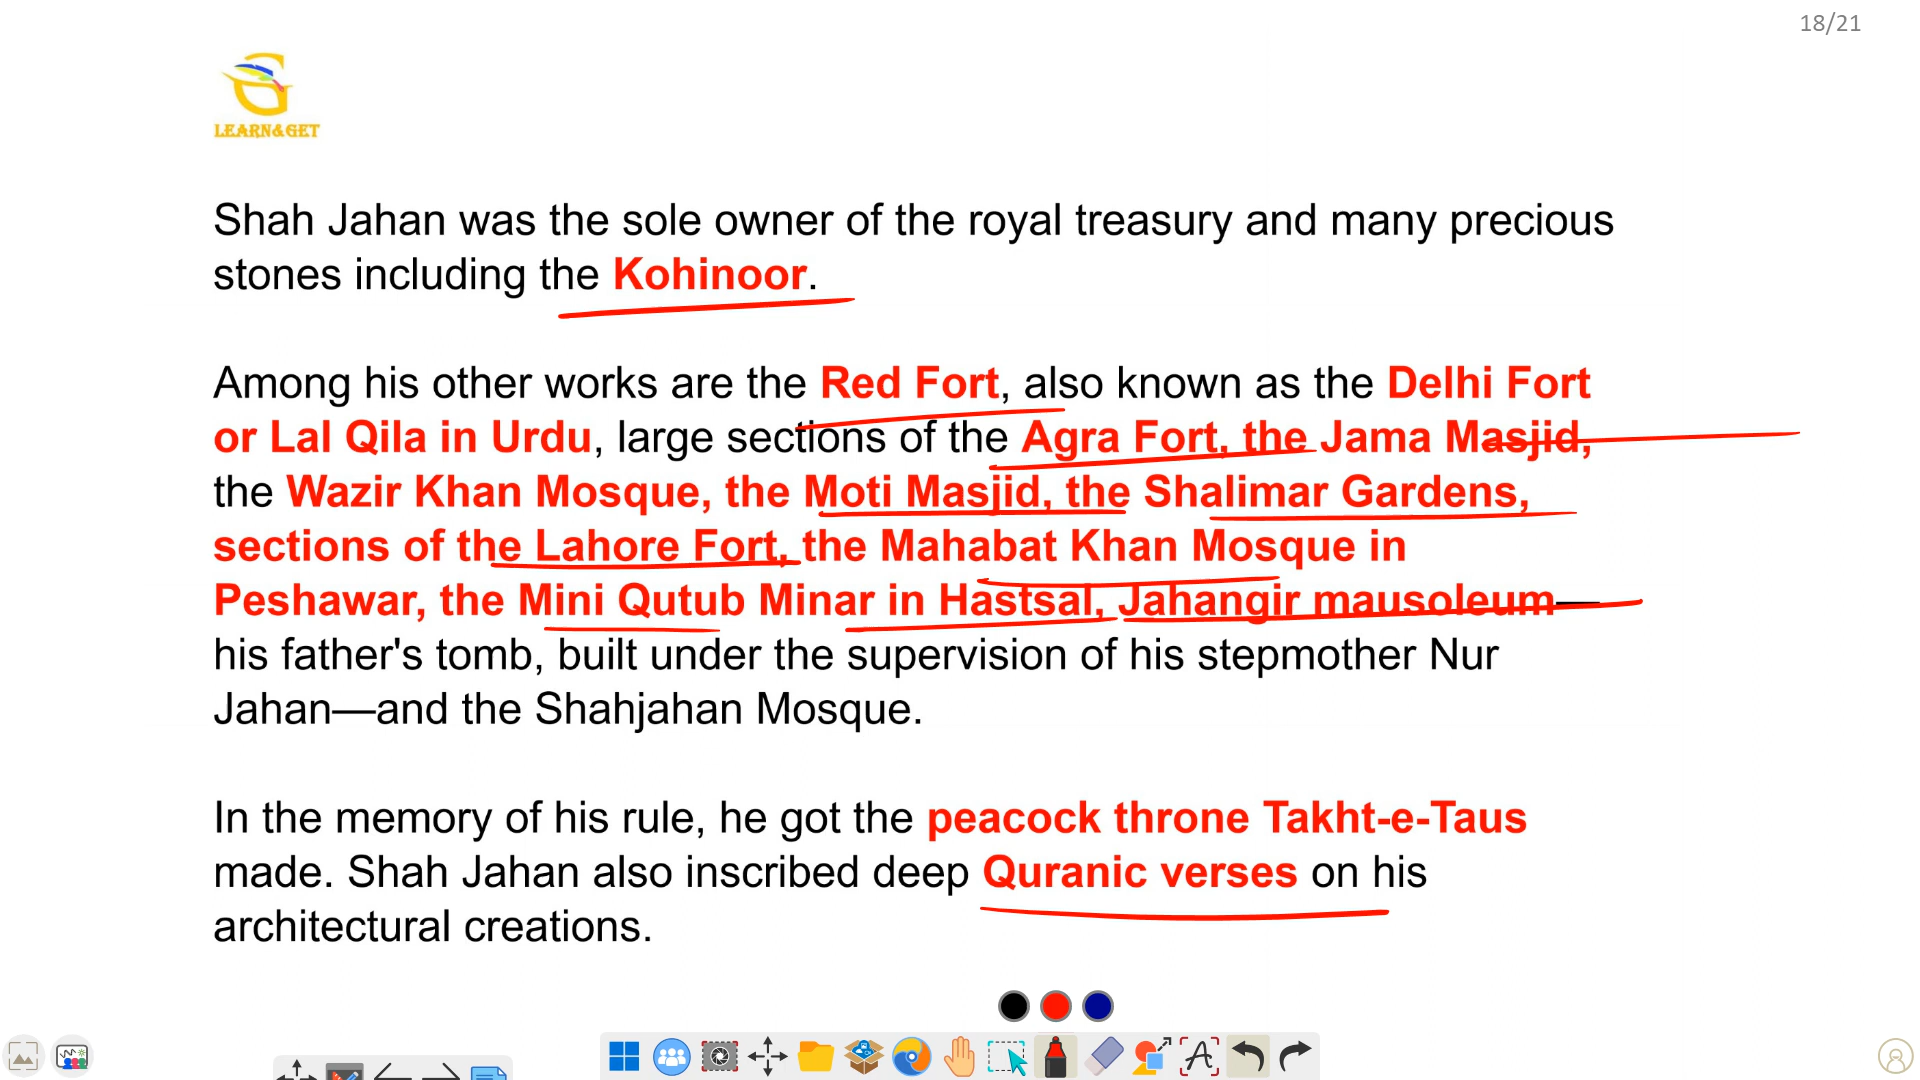 18/21
LEARN&GET
Shah Jahan was the sole owner of the royal treasury and many precious
stones including the Kohinoor.
Among his other works are the Red Fort, also known as the Delhi Fort
or Lal Qila in Urdu, large sections of the Agra Fort, the Jama Masjid,
the Wazir Khan Mosque, the Moti Masjid, the Shalimar Gardens,
sections of the Lahore Fort, the Mahabat Khan Mosque in
Peshawar, the Mini Qutub Minar in Hastsal, Jahangir mausoleum—
his father's tomb, built under the supervision of his stepmother Nur
Jahan—and the Shahjahan Mosque.
In the memory of his rule, he got the peacock throne Takht-e-Taus
made. Shah Jahan also inscribed deep Quranic verses on his
architectural creations.